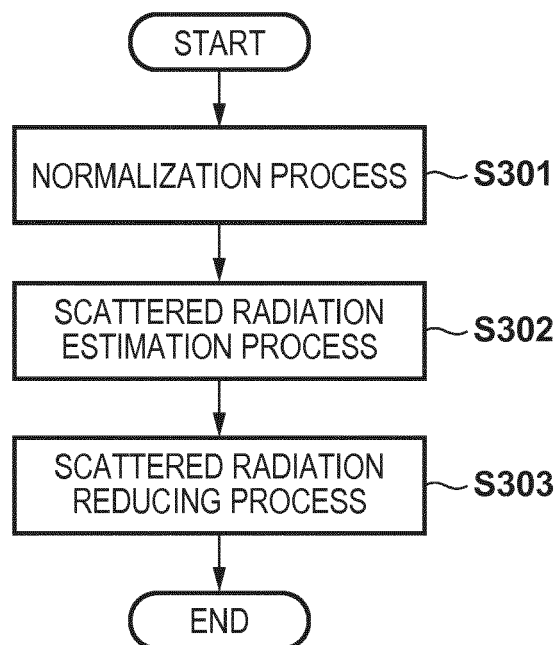 START
NORMALIZATION PROCESS
S301
SCATTERED RADIATION
ESTIMATION PROCESS
S302
SCATTERED RADIATION
REDUCING PROCESS
S303
END